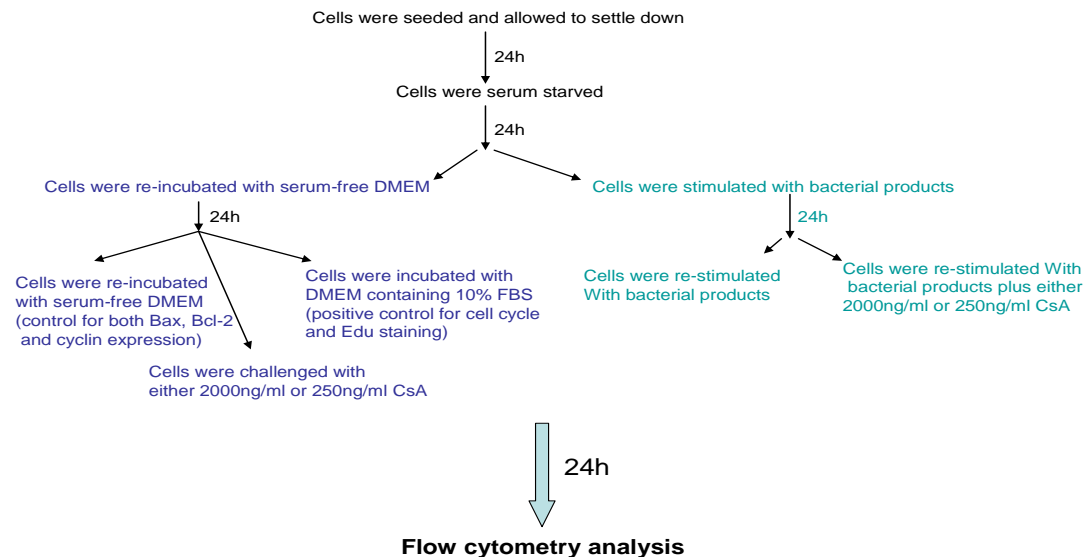 Cells were seeded and allowed to settle down
24h
Cells were serum starved
24h
Cells were re-incubated with serum-free DMEM
Cells were stimulated with bacterial products
24h
24h
Cells were re-incubated
with serum-free DMEM
(control for both Bax, Bcl-2
and cyclin expression)
Cells were incubated with
DMEM containing 10% FBS
(positive control for cell cycle
and Edu staining)
Cells were challenged with
either 2000ng/ml or 250ng/ml CsA
Cells were re-stimulated
With bacterial products
Cells were re-stimulated With
bacterial products plus either
2000ng/ml or 250ng/ml CsA
24h
Flow cytometry analysis